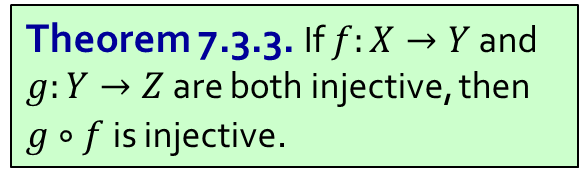 Theorem 7.3.3. If 𝑓: 𝑋 → 𝑌 and
𝑔: 𝑌 → 𝑍 are both injective, then
𝑔 ∘ 𝑓 is injective.